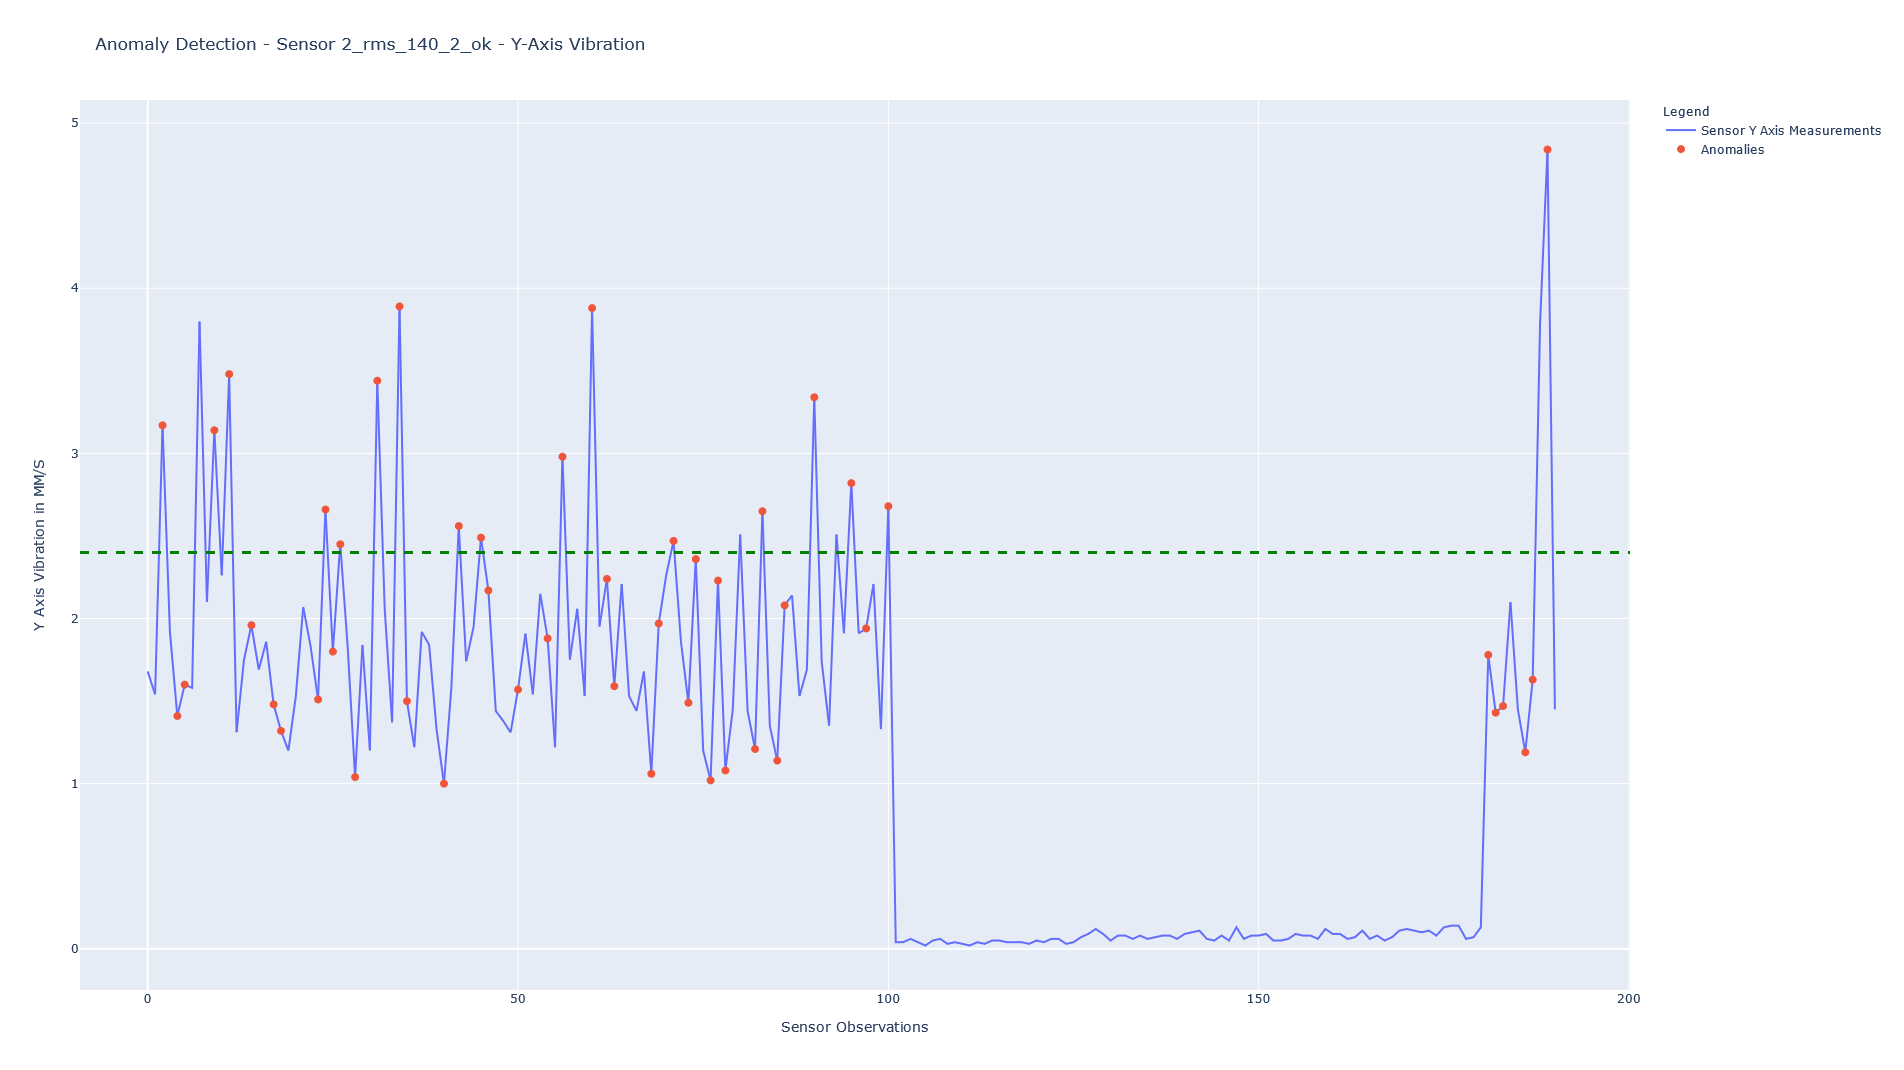 Anomaly Detection - Sensor 2_rms_140_2_ok - Y-Axis Vibration
Legend
Sensor Y Axis Measurements
Anomalies
Y Axis Vibration in MM/S
5
4
3
2
1
0
0 50 100 150 200
Sensor Observations